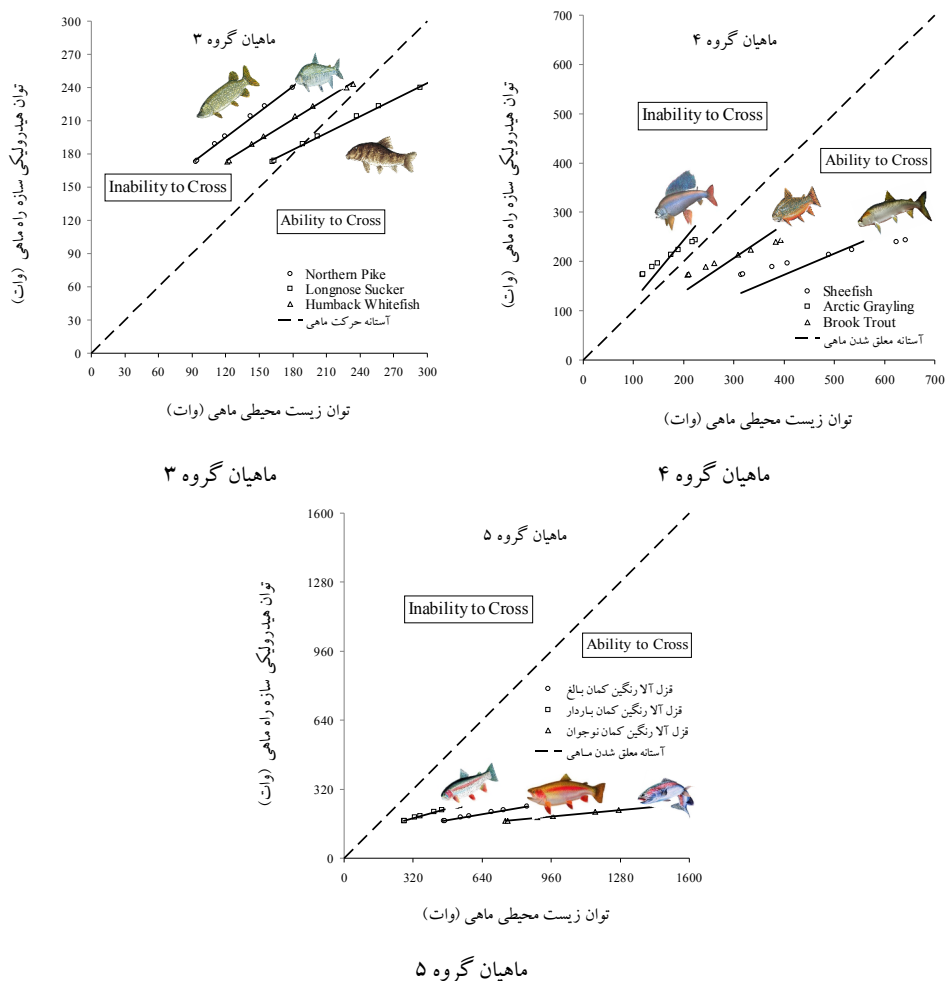 ماهیان گروه ۳
توان هیدرولیکی سازه راه ماهی (وات)
300
270
240
210
180
150
120
90
60
30
0
Inability to Cross
Ability to Cross
Northern Pike
Longnose Sucker
Humback Whitefish
آستانه حرکت ماهی
0 30 60 90 120 150 180 210 240 270 300
توان زیست محیطی ماهی (وات)
ماهیان گروه ۳
ماهیان گروه ۴
توان هیدرولیکی سازه راه ماهی (وات)
700
600
500
400
300
200
100
0
Inability to Cross
Ability to Cross
Sheefish
Arctic Grayling
Brook Trout
آستانه معلق شدن ماهی
0 100 200 300 400 500 600 700
توان زیست محیطی ماهی (وات)
ماهیان گروه ۴
ماهیان گروه ۵
توان هیدرولیکی سازه راه ماهی (وات)
1600
1280
960
640
320
0
Inability to Cross
Ability to Cross
قزل آلا رنگین کمان بالغ
قزل آلا رنگین کمان باردار
قزل آلا رنگین کمان نوجوان
آستانه معلق شدن ماهی
0 320 640 960 1280 1600
توان زیست محیطی ماهی (وات)
ماهیان گروه ۵